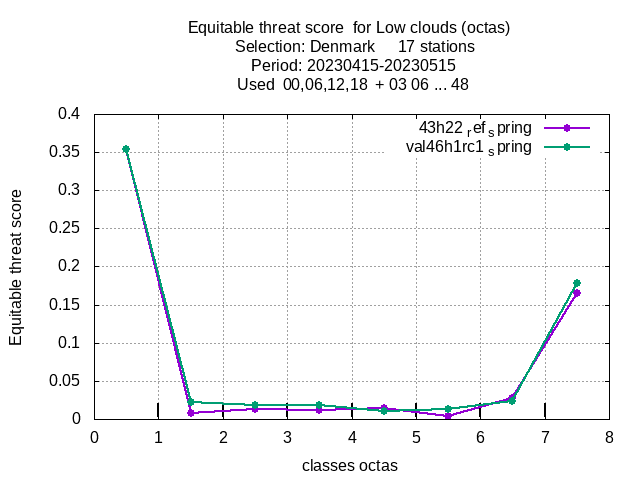 Equitable threat score  for Low clouds (octas)
Selection: Denmark     17 stations
Period: 20230415-20230515
Used  00,06,12,18  + 03 06 ... 48
43h22 ref spring
val46h1rc1 spring
0.4
0.35
0.3
0.25
0.2
0.15
0.1
0.05
0
Equitable threat score
0 1 2 3 4 5 6 7 8
classes octas